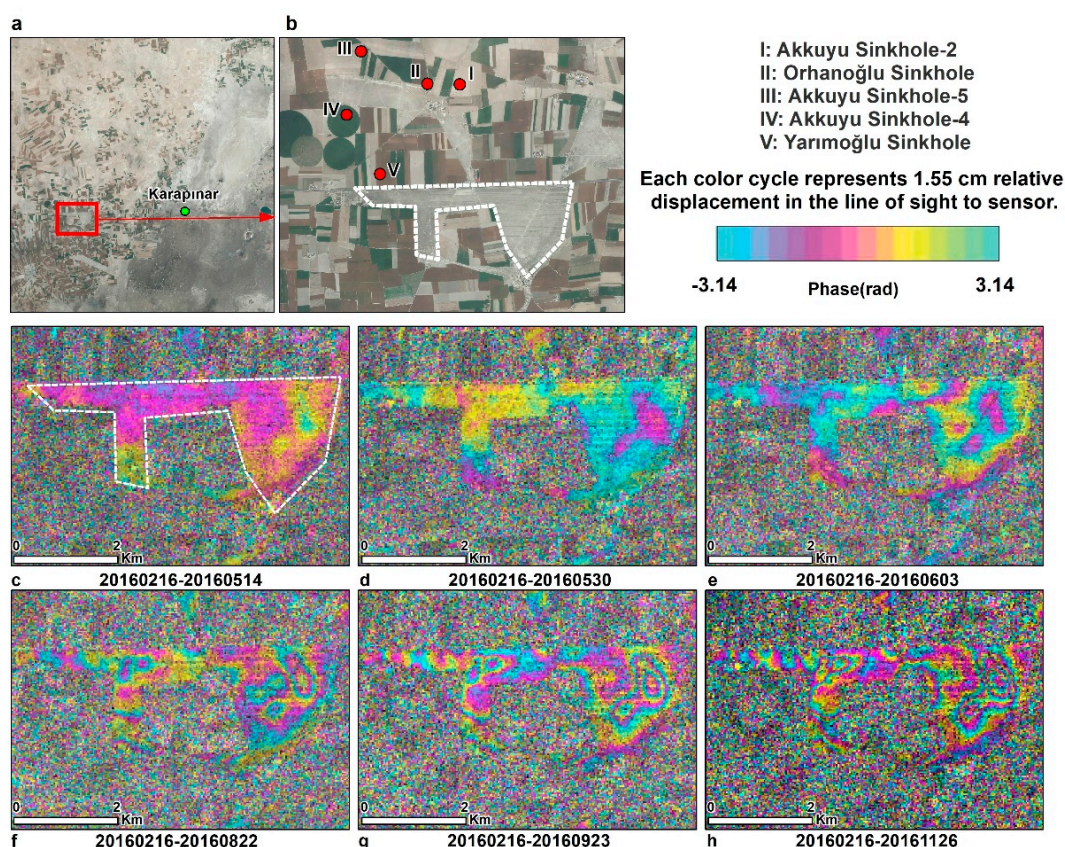 a
b
Karapınar
III
II
I
IV
V
I: Akkuyu Sinkhole-2
II: Orhanoğlu Sinkhole
III: Akkuyu Sinkhole-5
IV: Akkuyu Sinkhole-4
V: Yarımoğlu Sinkhole
Each color cycle represents 1.55 cm relative
displacement in the line of sight to sensor.
-3.14 Phase(rad) 3.14
0 2 Km
0 2 Km
0 2 Km
c 20160216-20160514
d 20160216-20160530
e 20160216-20160603
0 2 Km
0 2 Km
0 2 Km
f 20160216-20160822
g 20160216-20160923
h 20160216-20161126